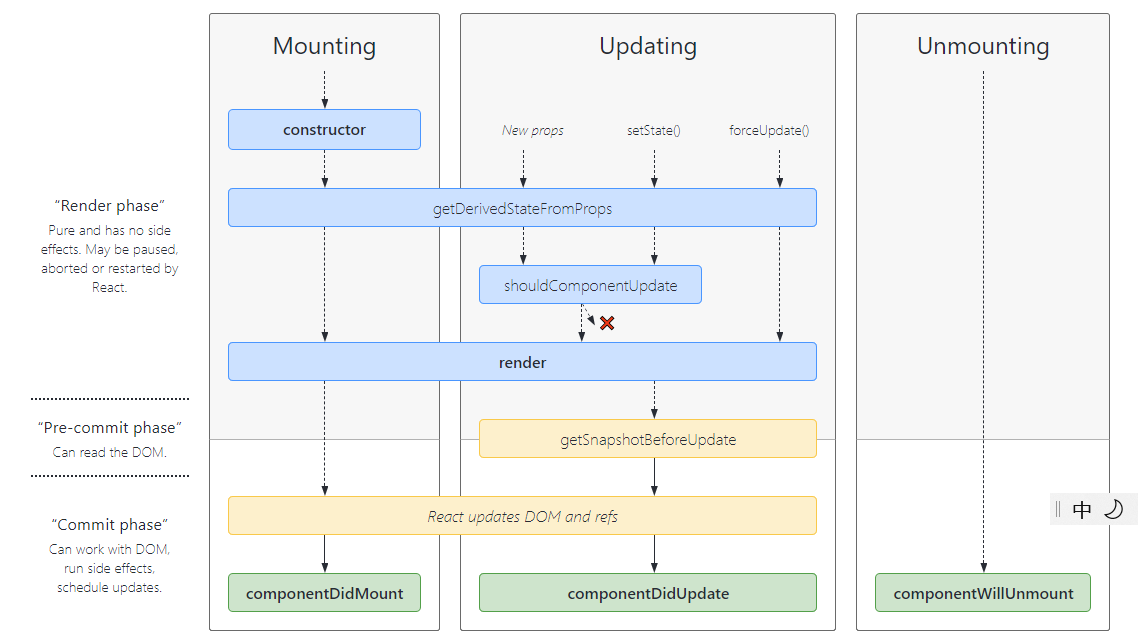 Mounting
Updating
Unmounting
constructor
New props
setState()
forceUpdate()
“Render phase”
Pure and has no side
effects. May be paused,
aborted or restarted by
React.
getDerivedStateFromProps
shouldComponentUpdate
render
“Pre-commit phase”
Can read the DOM.
getSnapshotBeforeUpdate
“Commit phase”
Can work with DOM,
run side effects,
schedule updates.
React updates DOM and refs
中
componentDidMount
componentDidUpdate
componentWillUnmount